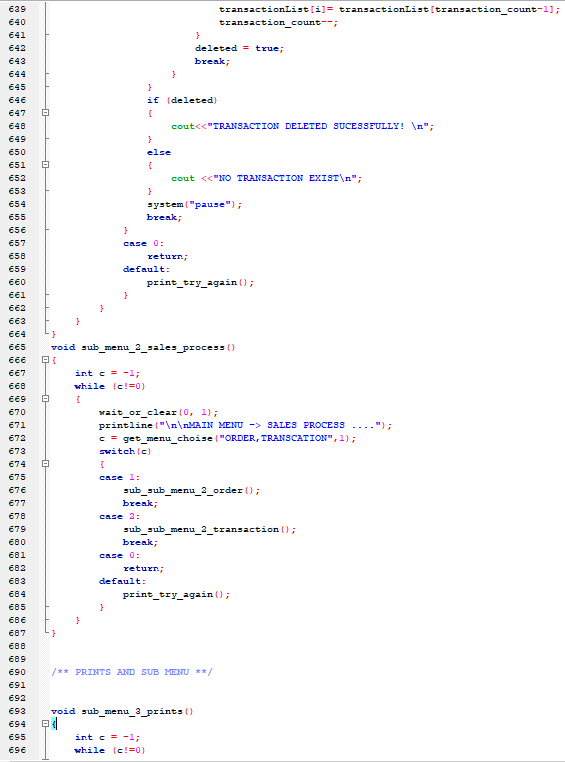 639 transactionList[i]= transactionList[transaction_count-1];
640 transaction_count--;
641 }
642 deleted = true;
643 break;
644 }
645 }
646 if (deleted)
647 {
648 cout<<"TRANSACTION DELETED SUCESSFULLY! \n";
649 }
650 else
651 {
652 cout <<"NO TRANSACTION EXIST\n";
653 }
654 system("pause");
655 break;
656 }
657 case 0:
658 return;
659 default:
660 print_try_again();
661 }
662 }
663 }
664 }
665 void sub_menu_2_sales_process()
666 {
667 int c = -1;
668 while (c!=0)
669 {
670 wait_or_clear(0, 1);
671 printline("\n\nMAIN MENU -> SALES PROCESS ....");
672 c = get_menu_choise("ORDER,TRANSCATION",1);
673 switch(c)
674 {
675 case 1:
676 sub_sub_menu_2_order();
677 break;
678 case 2:
679 sub_sub_menu_2_transaction();
680 break;
681 case 0:
682 return;
683 default:
684 print_try_again();
685 }
686 }
687 }
688
689
690 /** PRINTS AND SUB MENU **/
691
692
693 void sub_menu_3_prints()
694 {
695 int c = -1;
696 while (c!=0)